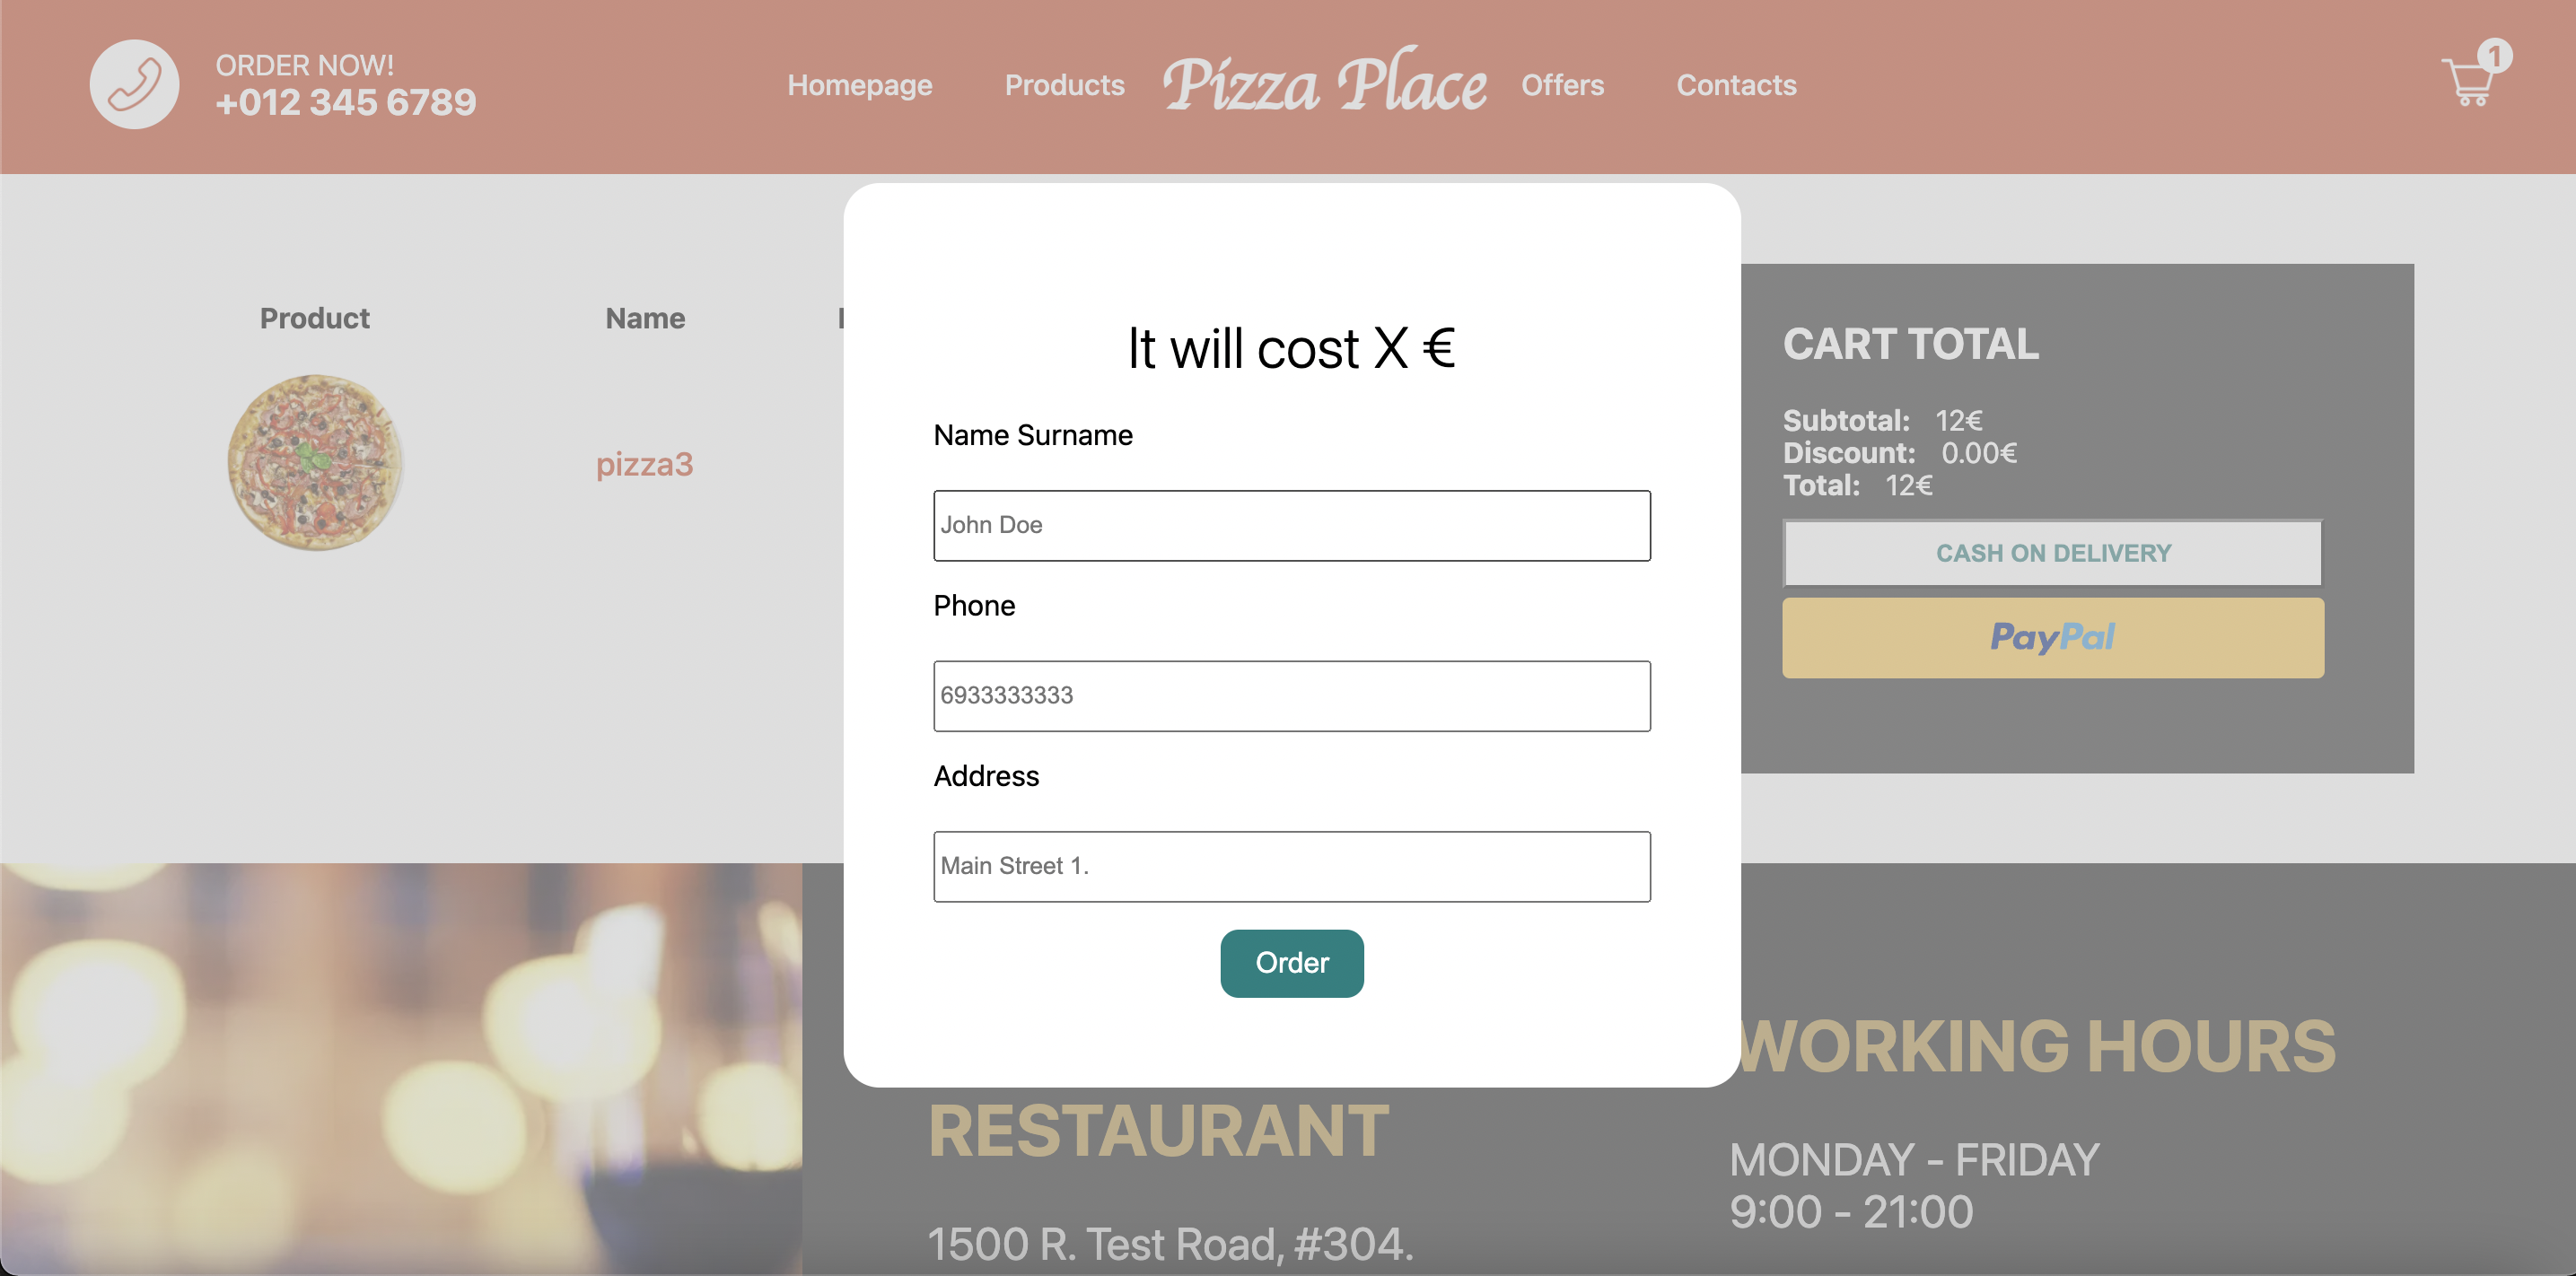 ORDER NOW!
+012 345 6789
Homepage
Products
Pizza Place
Offers
Contacts
1
Product
Name
pizza3
It will cost X €
Name Surname
John Doe
Phone
6933333333
Address
Main Street 1.
Order
CART TOTAL
Subtotal: 12€
Discount: 0.00€
Total: 12€
CASH ON DELIVERY
PayPal
RESTAURANT
1500 R. Test Road, #304.
WORKING HOURS
MONDAY - FRIDAY
9:00 - 21:00